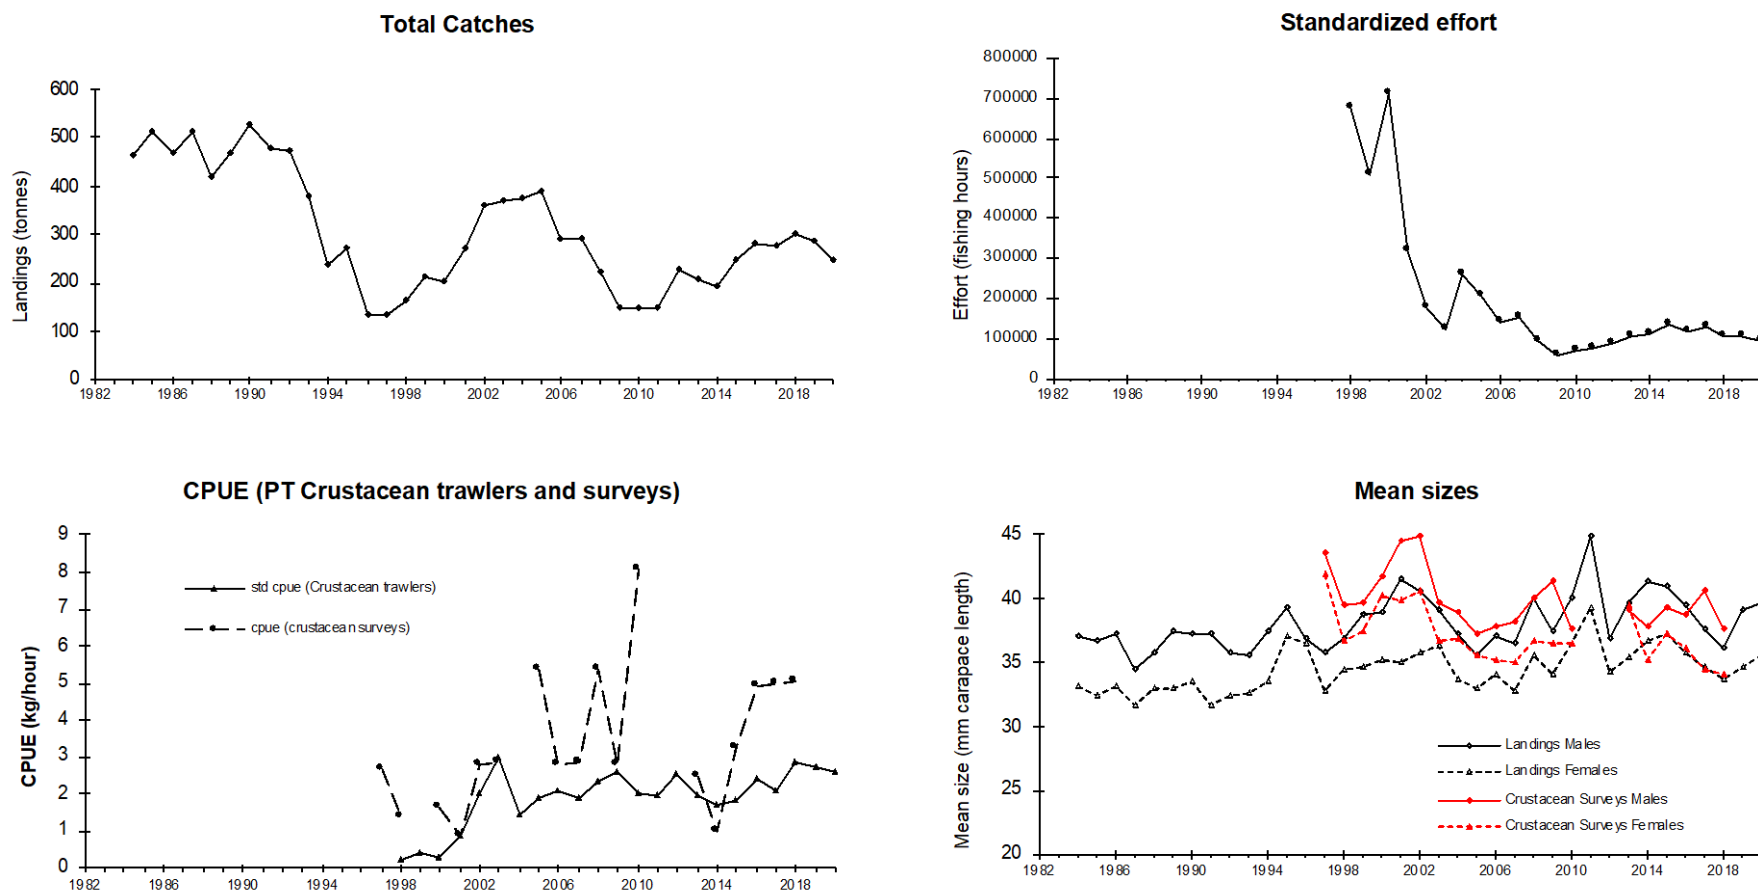 Total Catches
Landings (tonnes)
600
500
400
300
200
100
0
1982 1986 1990 1994 1998 2002 2006 2010 2014 2018
Standardized effort
Effort (fishing hours)
800000
700000
600000
500000
400000
300000
200000
100000
0
1982 1986 1990 1994 1998 2002 2006 2010 2014 2018
CPUE (PT Crustacean trawlers and surveys)
CPUE (kg/hour)
9
8
7
6
5
4
3
2
1
0
std cpue (Crustacean trawlers)
cpue (crustacean surveys)
1982 1986 1990 1994 1998 2002 2006 2010 2014 2018
Mean sizes
Mean size (mm carapace length)
45
40
35
30
25
20
Landings Males
Landings Females
Crustacean Surveys Males
Crustacean Surveys Females
1982 1986 1990 1994 1998 2002 2006 2010 2014 2018